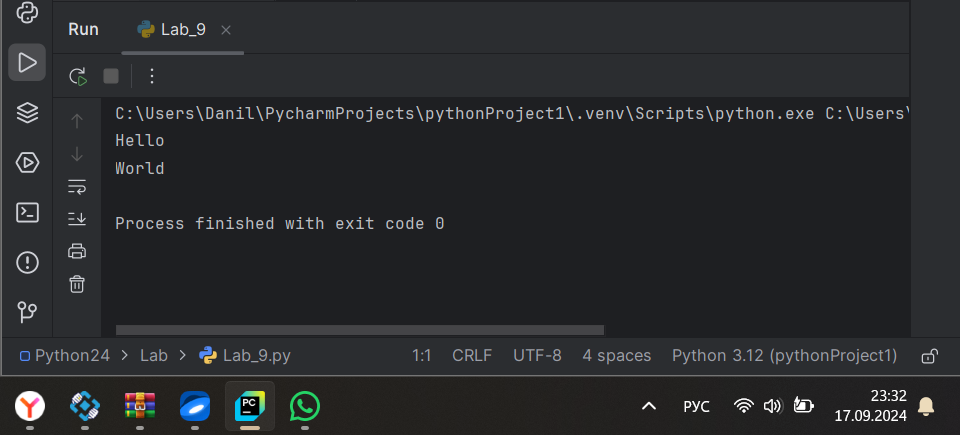 Run Lab_9
C:\Users\Danil\PycharmProjects\pythonProject1\.venv\Scripts\python.exe C:\Users\
Hello
World
Process finished with exit code 0
Python24 > Lab > Lab_9.py 1:1 CRLF UTF-8 4 spaces Python 3.12 (pythonProject1)
PC
РУС
23:32
17.09.2024